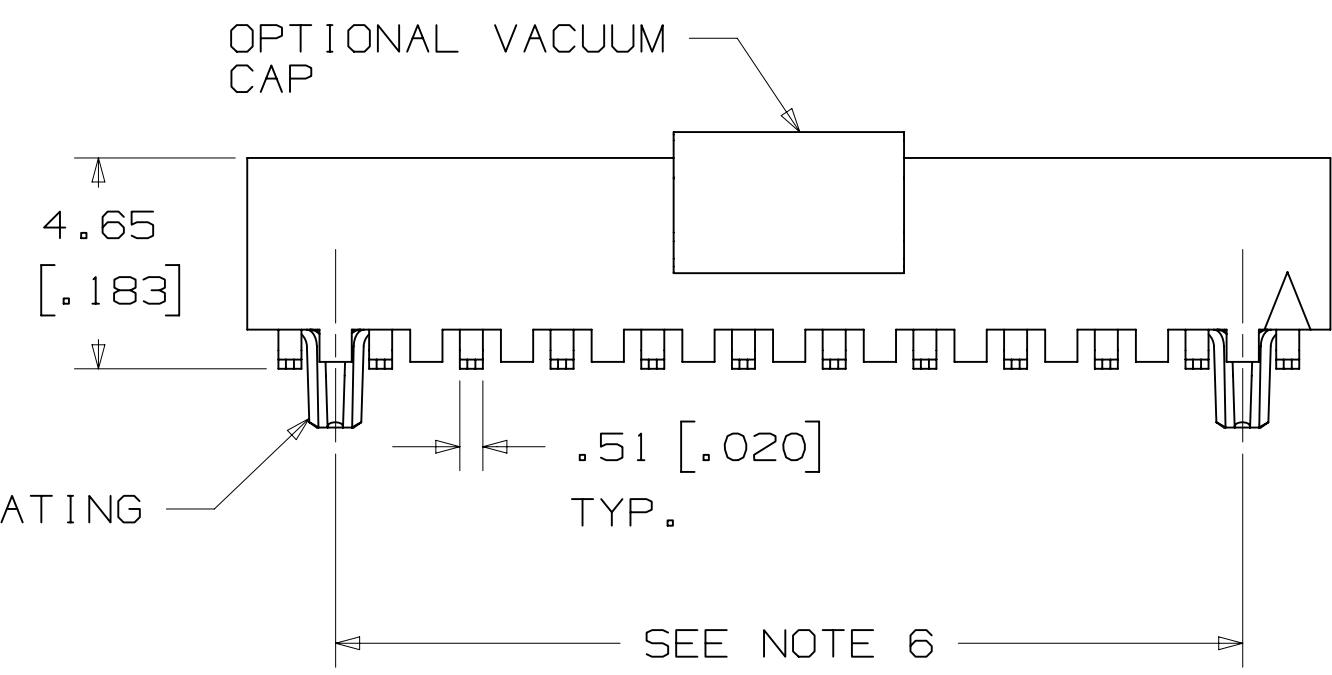 OPTIONAL VACUUM
CAP
4.65
[.183]
.51 [.020]
TYP.
ATING
SEE NOTE 6